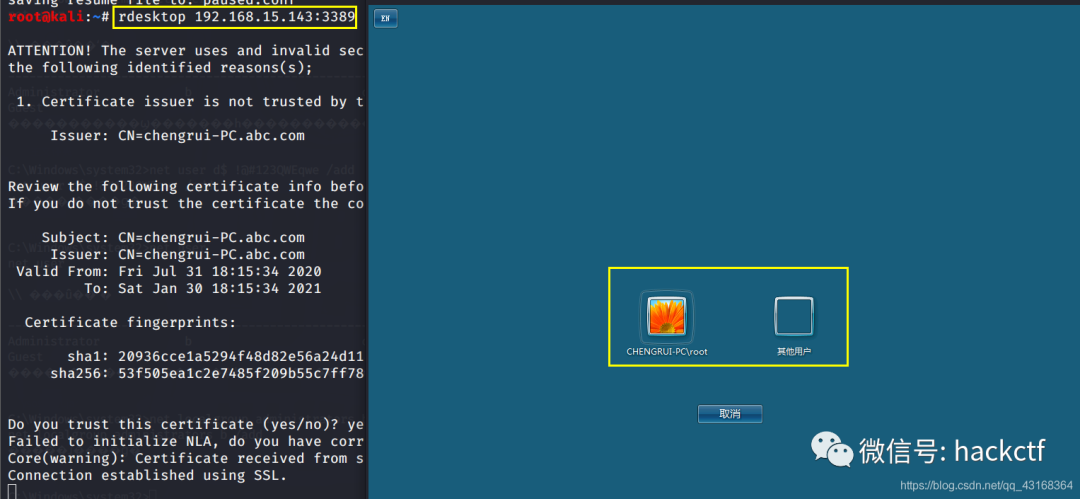 saving resume file to: paused.conf
root@kali:~# rdesktop 192.168.15.143:3389
ATTENTION! The server uses and invalid sec
the following identified reasons(s);
1. Certificate issuer is not trusted by t
Issuer: CN=chengrui-PC.abc.com
Review the following certificate info befo
If you do not trust the certificate the co
Subject: CN=chengrui-PC.abc.com
Issuer: CN=chengrui-PC.abc.com
Valid From: Fri Jul 31 18:15:34 2020
To: Sat Jan 30 18:15:34 2021
Certificate fingerprints:
sha1: 20936cce1a5294f48d82e56a24d11
sha256: 53f505ea1c2e7485f209b55c7ff78
Do you trust this certificate (yes/no)? ye
Failed to initialize NLA, do you have corr
Core(warning): Certificate received from s
Connection established using SSL.
EN
CHENGRUI-PC\root
其他用户
取消
微信号: hackctf
https://blog.csdn.net/qq_43168364